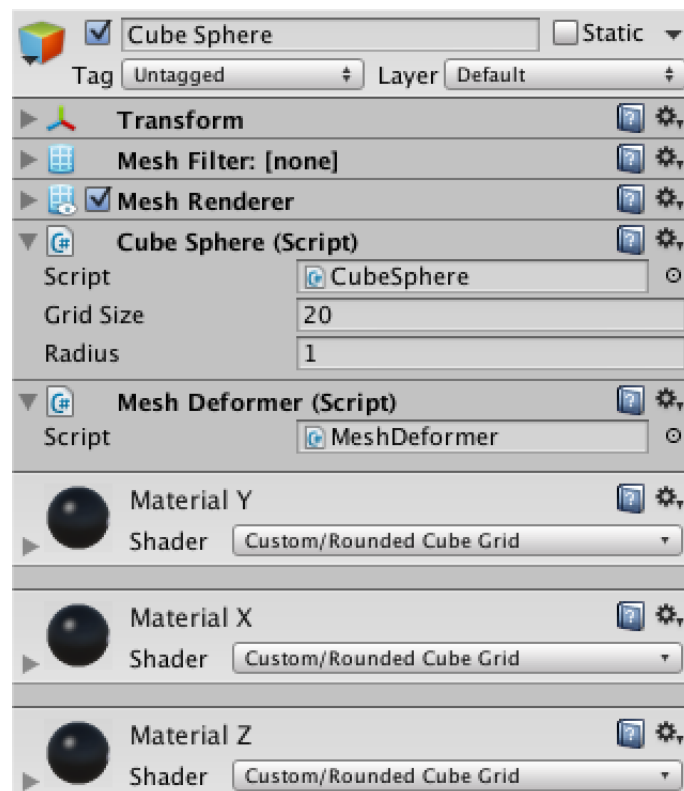 Cube Sphere Static
Tag Untagged Layer Default
Transform
Mesh Filter: [none]
Mesh Renderer
Cube Sphere (Script)
Script CubeSphere
Grid Size 20
Radius 1
Mesh Deformer (Script)
Script MeshDeformer
Material Y
Shader Custom/Rounded Cube Grid
Material X
Shader Custom/Rounded Cube Grid
Material Z
Shader Custom/Rounded Cube Grid